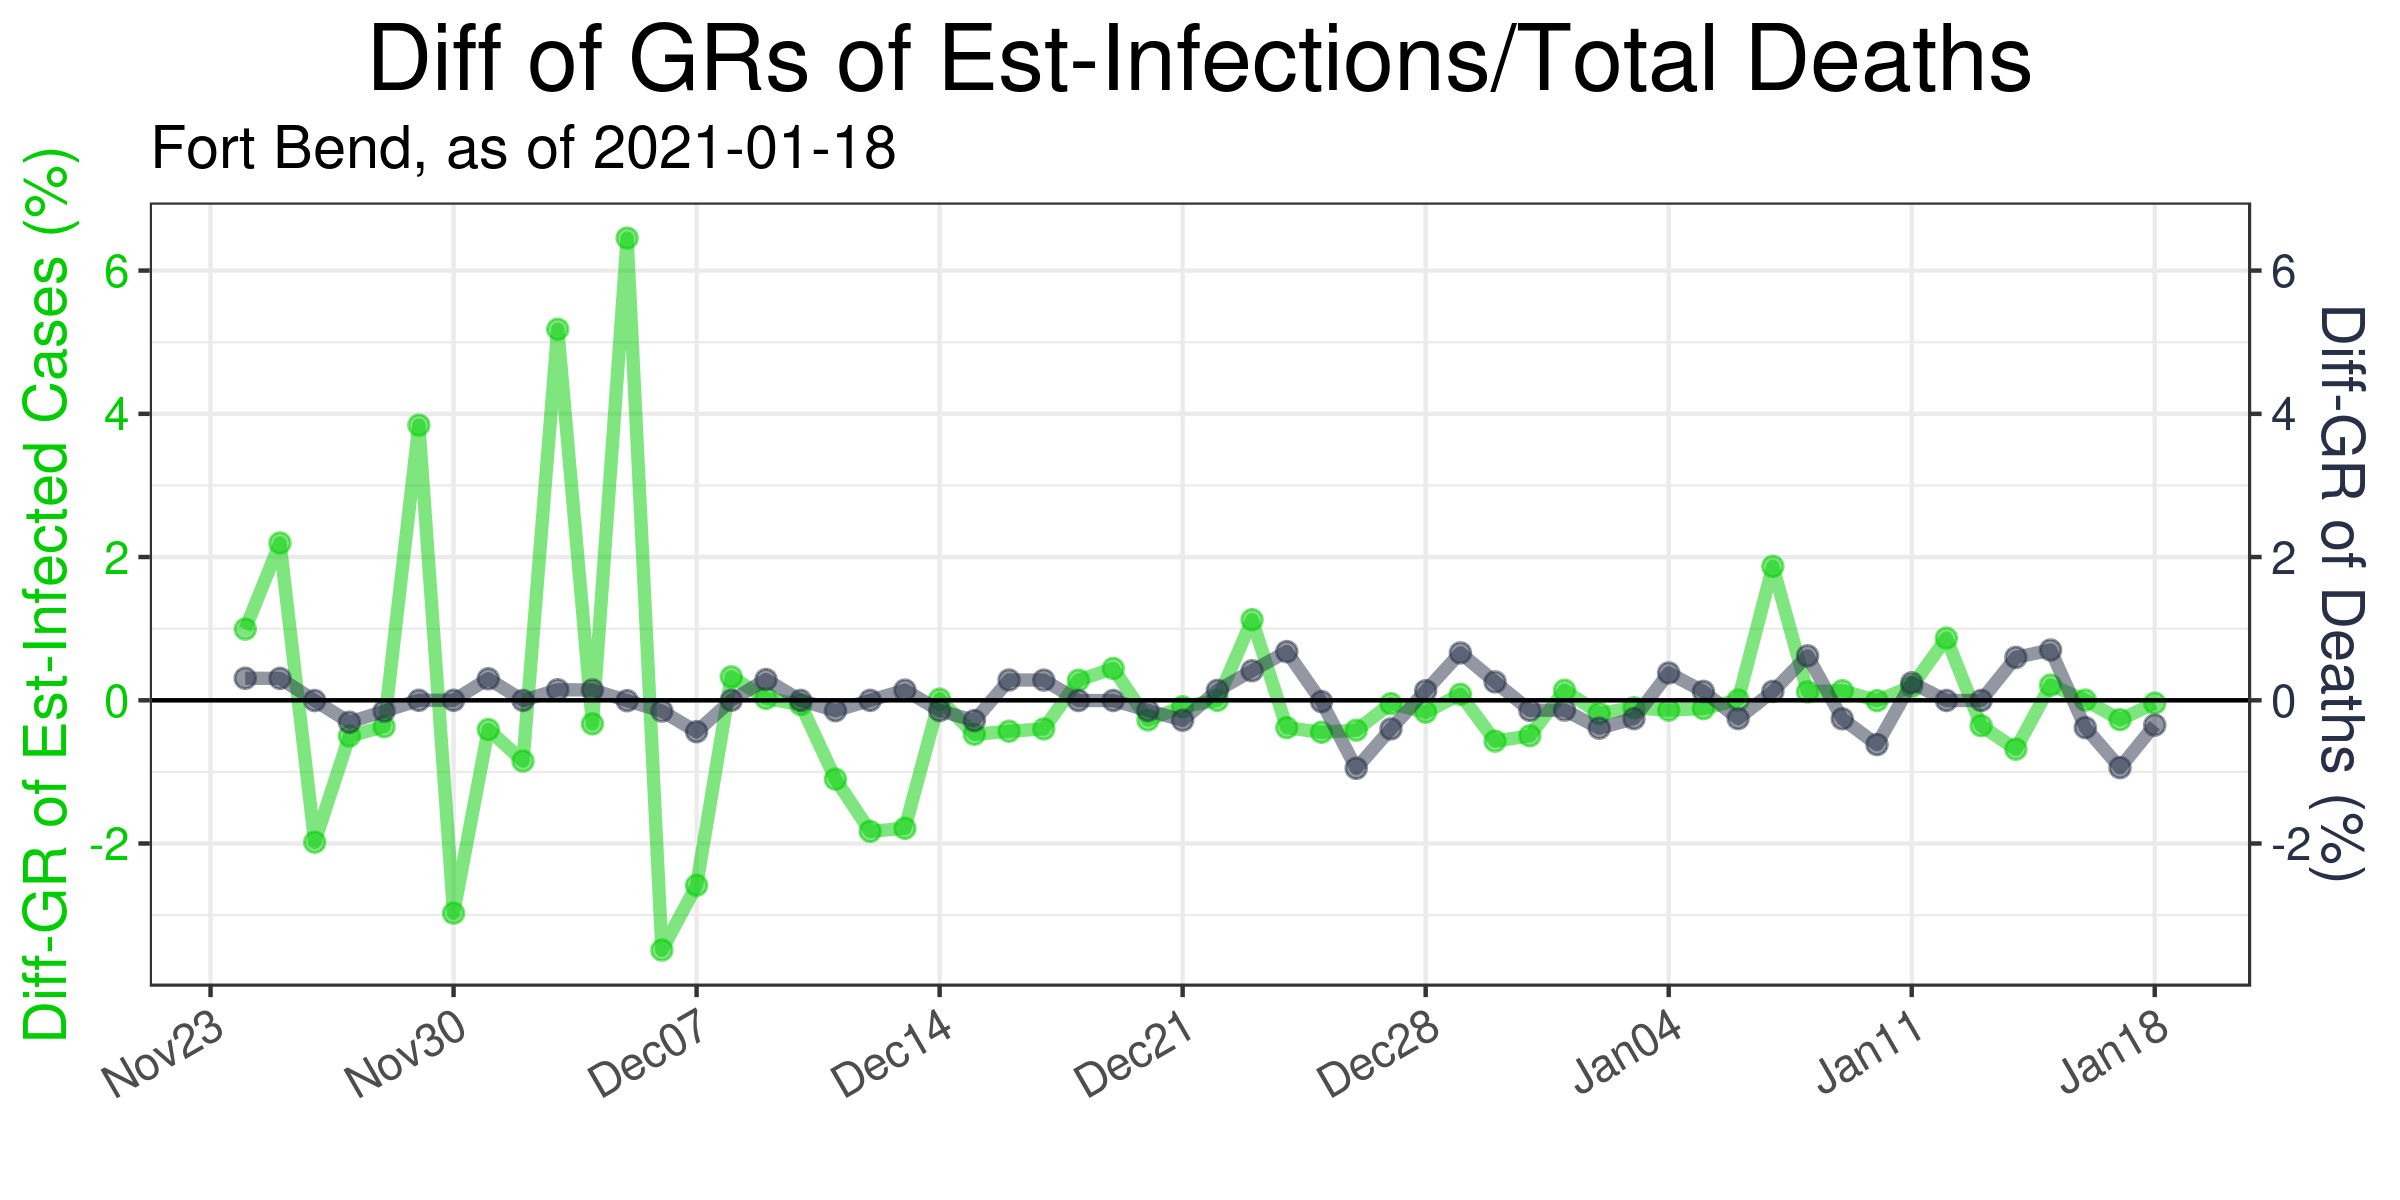 Diff of GRs of Est-Infections/Total Deaths
Fort Bend, as of 2021-01-18
Diff-GR of Est-Infected Cases (%)
6
4
2
0
-2
6
4
2
0
-2
Diff-GR of Deaths (%)
Nov23
Nov30
Dec07
Dec14
Dec21
Dec28
Jan04
Jan11
Jan18